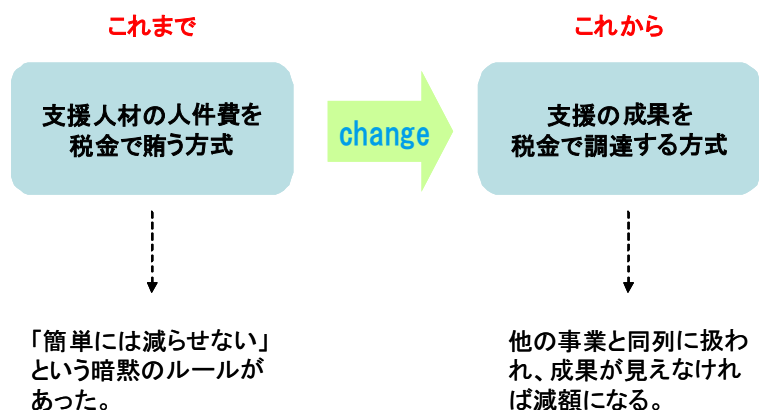 これまで
これから
支援人材の人件費を
税金で賄う方式
change
支援の成果を
税金で調達する方式
「簡単には減らせない」
という暗黙のルールが
あった。
他の事業と同列に扱わ
れ、成果が見えなけれ
ば減額になる。